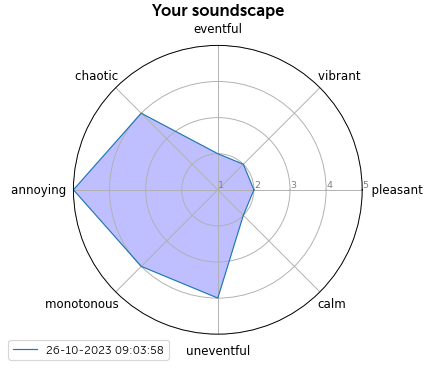 Your soundscape
eventful
chaotic
vibrant
annoying
1
2
3
4
5
pleasant
monotonous
calm
26-10-2023 09:03:58
uneventful